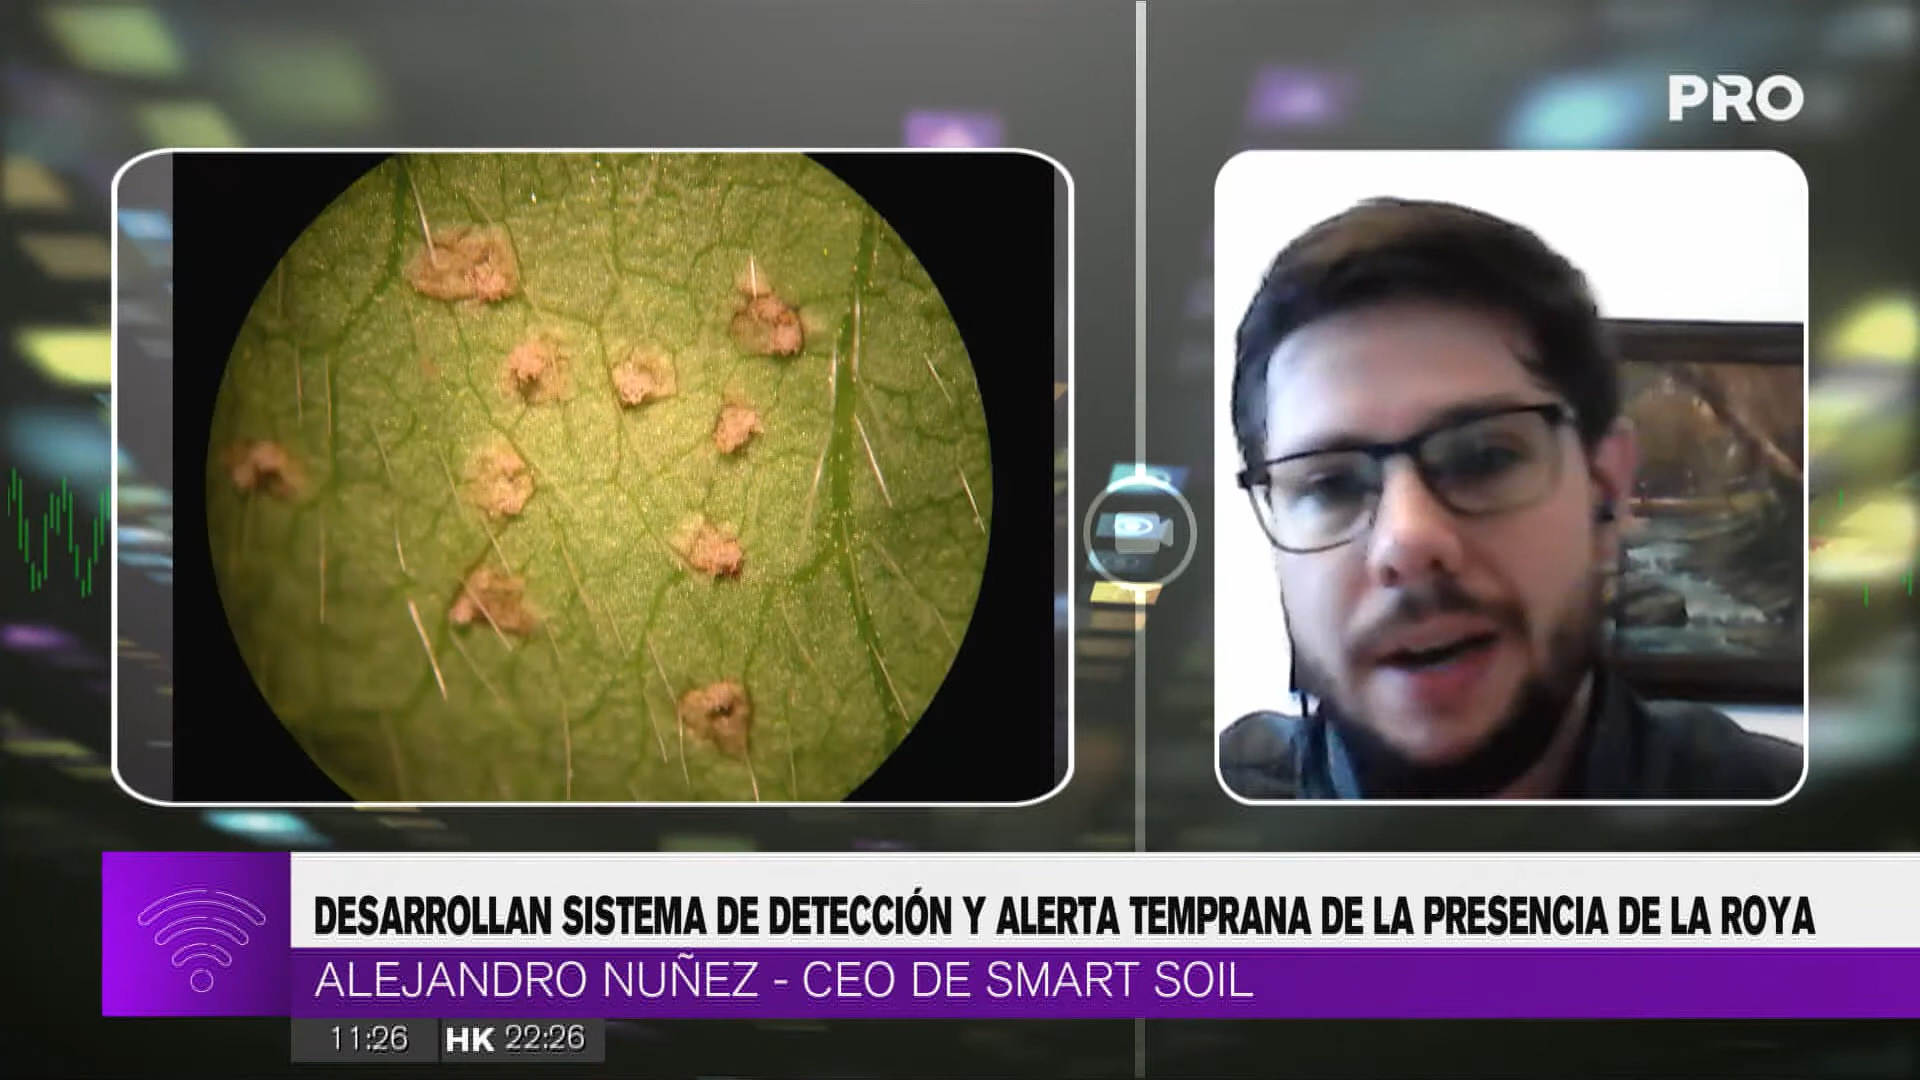 PRO
DESARROLLAN SISTEMA DE DETECCIÓN Y ALERTA TEMPRANA DE LA PRESENCIA DE LA ROYA
ALEJANDRO NUÑEZ - CEO DE SMART SOIL
11:26 HK 22:26